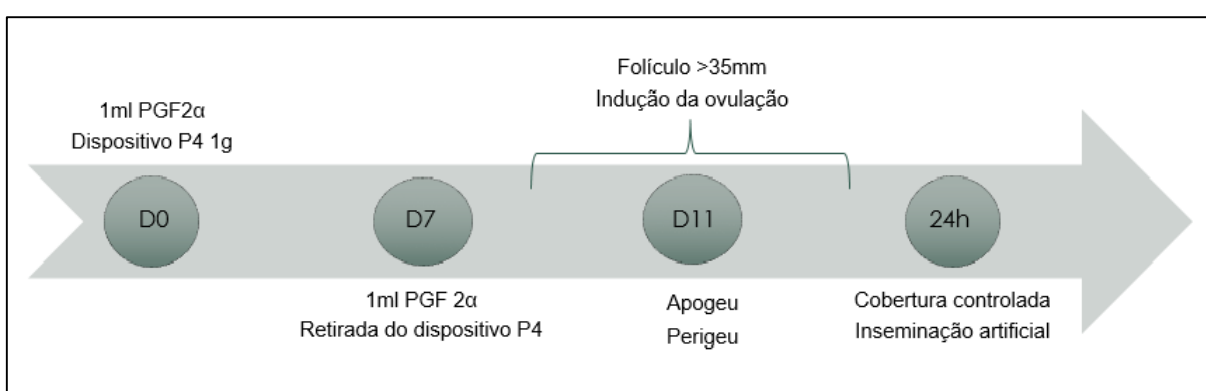 Folículo >35mm
Indução da ovulação
1ml PGF2α
Dispositivo P4 1g
D0
D7
D11
24h
1ml PGF 2α
Retirada do dispositivo P4
Apogeu
Perigeu
Cobertura controlada
Inseminação artificial